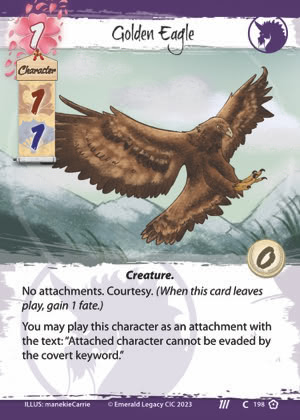 1
Golden Eagle
Character
1
1
0
Creature.
No attachments. Courtesy. (When this card leaves
play, gain 1 fate.)
You may play this character as an attachment with
the text: “Attached character cannot be evaded by
the covert keyword.”
ILLUS: manekieCarrie © Emerald Legacy CIC 2023 C 198